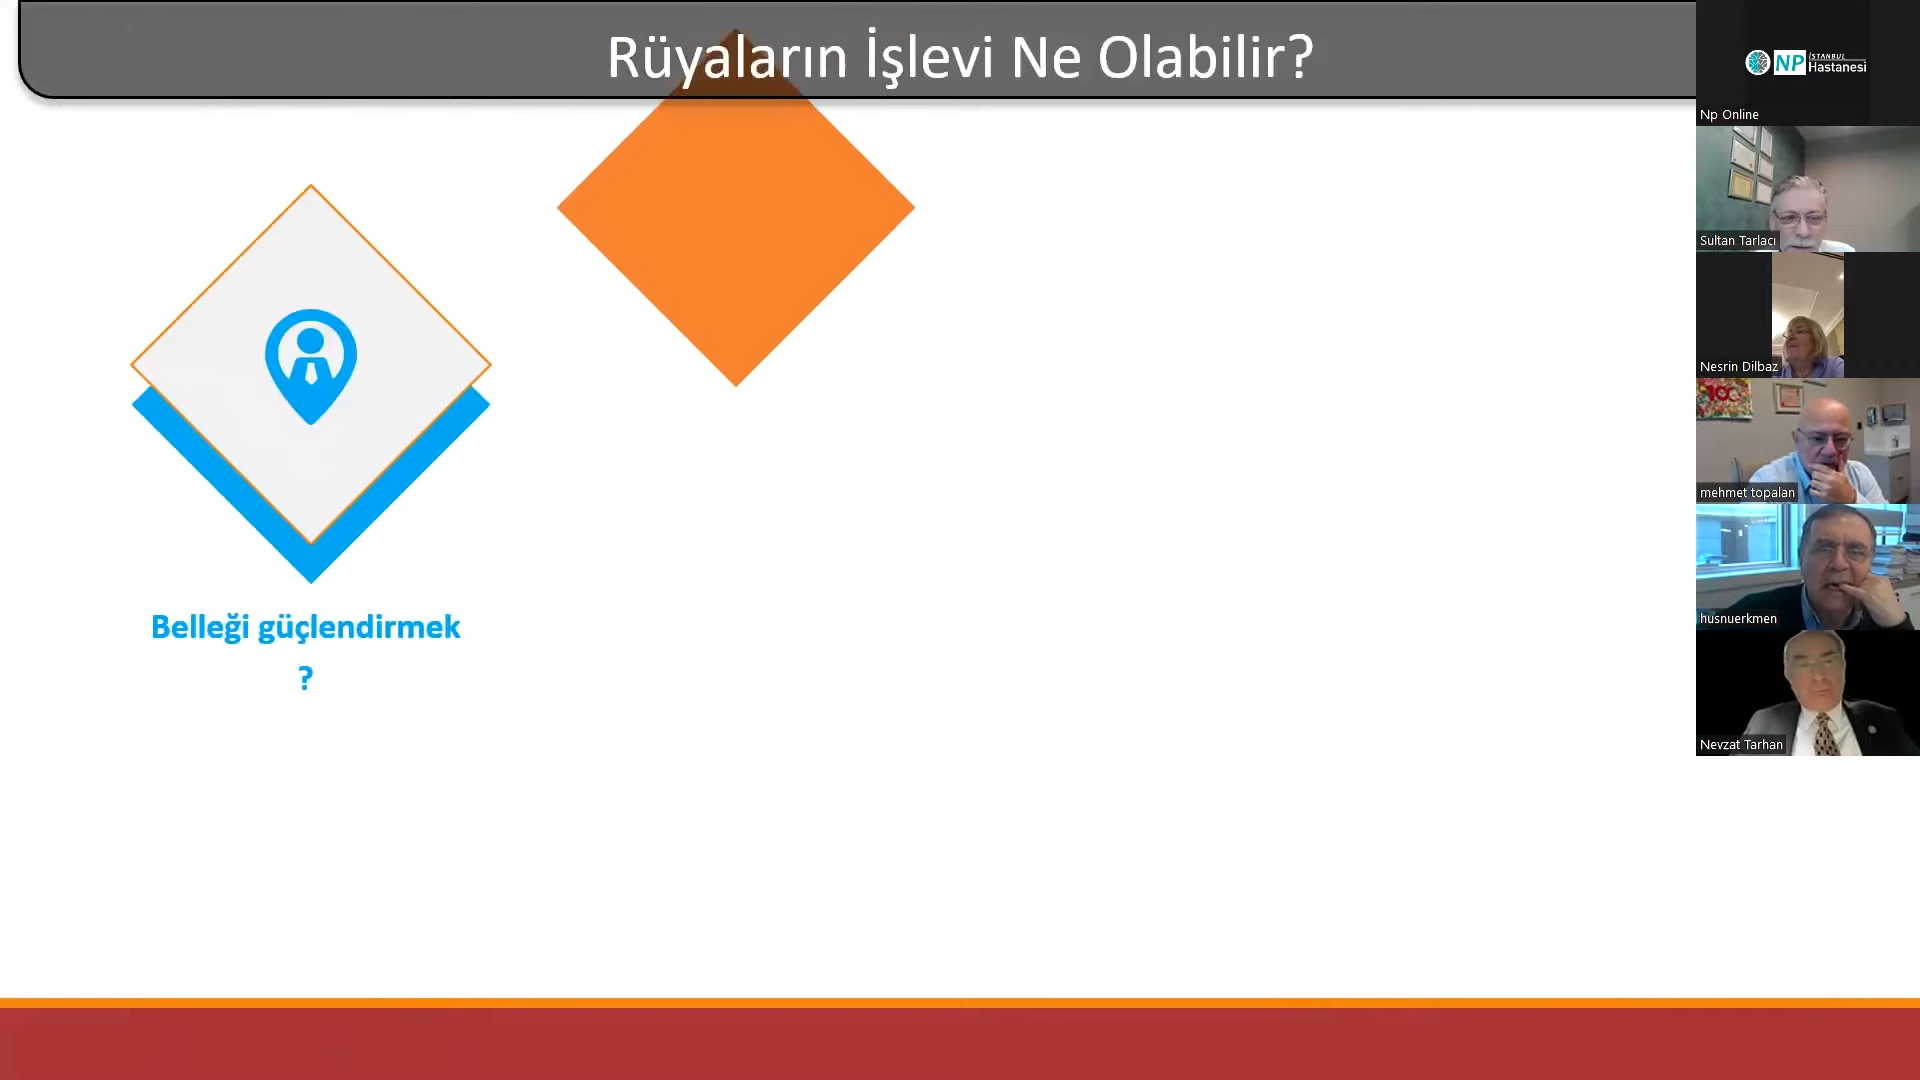 Rüyaların İşlevi Ne Olabilir?
Belleği güçlendirmek
?
NP İSTANBUL Hastanesi
Np Online
Sultan Tarlacı
Nesrin Dilbaz
100
mehmet topalan
husnuerkmen
Nevzat Tarhan